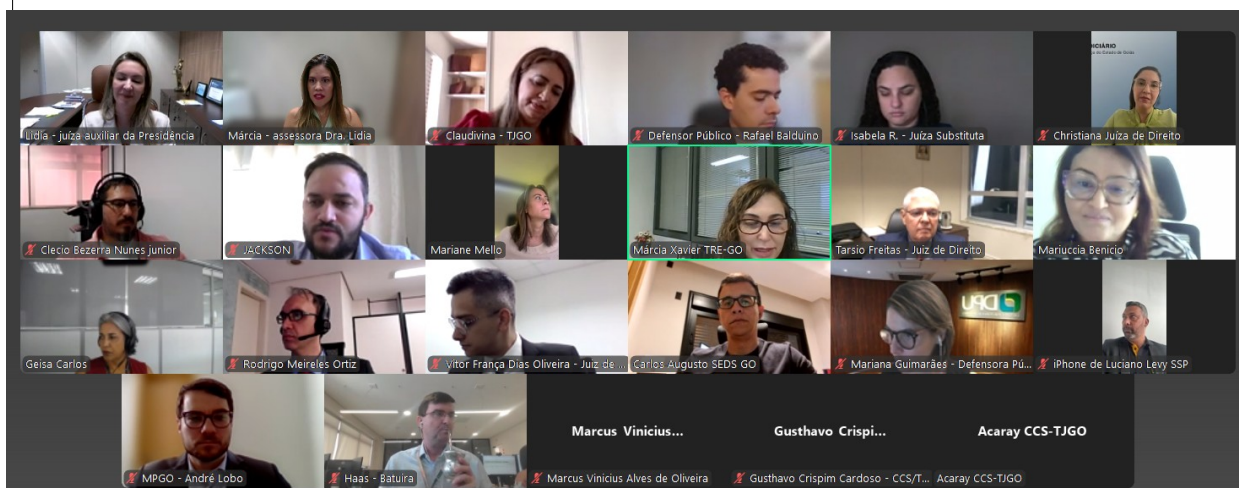 Lidia - juíza auxiliar da Presidência
Márcia - assessora Dra. Lidia
Claudivina - TJGO
Defensor Público - Rafael Balduino
Isabela R. - Juíza Substituta
DICIÁRIO
Christiana Juíza de Direito
Clecio Bezerra Nunes junior
JACKSON
Mariane Mello
Márcia Xavier TRE-GO
Tarsio Freitas - Juiz de Direito
Mariuccia Benicio
Geisa Carlos
Rodrigo Meireles Ortiz
Vitor França Dias Oliveira - Juiz de ...
Carlos Augusto SEDS GO
DPU
Mariana Guimarães - Defensora Pú...
iPhone de Luciano Levy SSP
MPGO - André Lobo
Haas - Batuira
Marcus Vinicius...
Marcus Vinicius Alves de Oliveira
Gusthavo Crispi...
Gusthavo Crispim Cardoso - CCS/T...
Acaray CCS-TJGO
Acaray CCS-TJGO